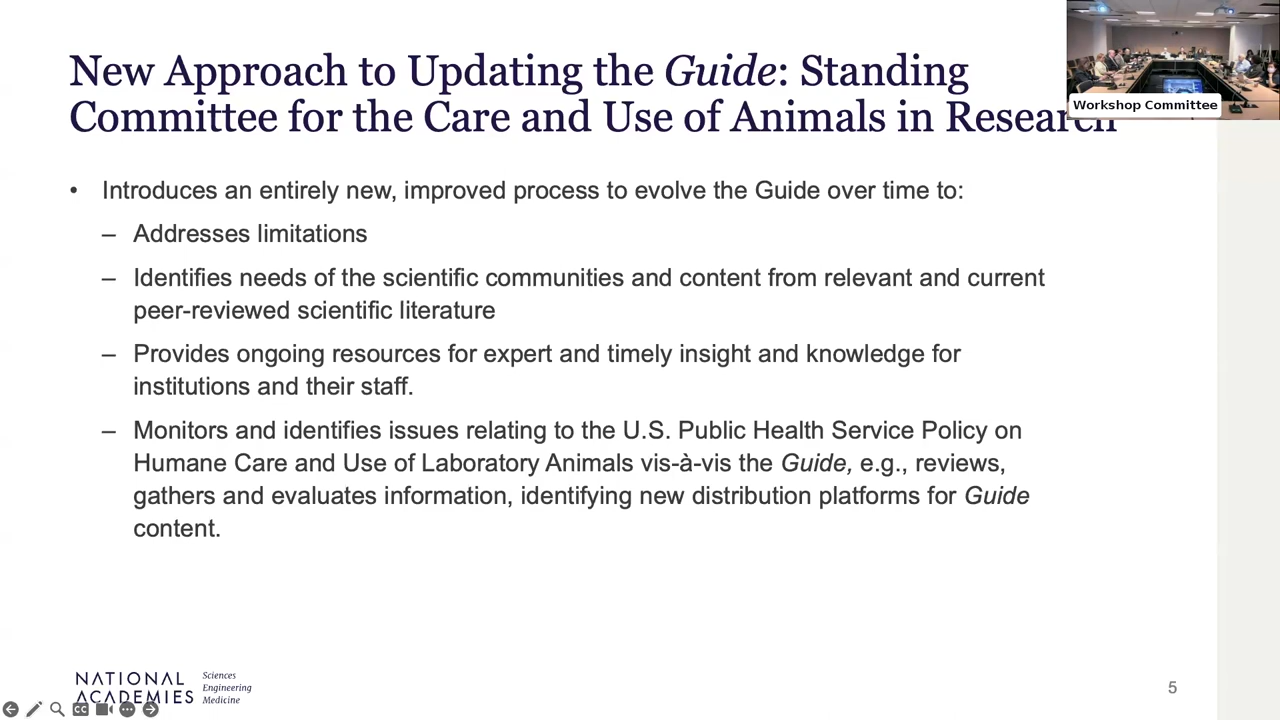 New Approach to Updating the Guide: Standing
Committee for the Care and Use of Animals in Research
Workshop Committee
• Introduces an entirely new, improved process to evolve the Guide over time to:
– Addresses limitations
– Identifies needs of the scientific communities and content from relevant and current
peer-reviewed scientific literature
– Provides ongoing resources for expert and timely insight and knowledge for
institutions and their staff.
– Monitors and identifies issues relating to the U.S. Public Health Service Policy on
Humane Care and Use of Laboratory Animals vis-à-vis the Guide, e.g., reviews,
gathers and evaluates information, identifying new distribution platforms for Guide
content.
NATIONAL
ACADEMIES
Sciences
Engineering
Medicine
CC
5